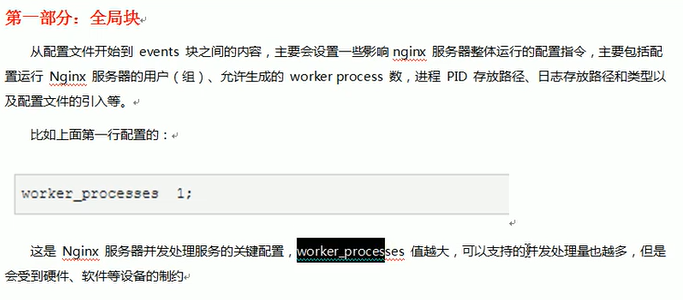 第一部分：全局块
从配置文件开始到 events 块之间的内容，主要会设置一些影响 nginx 服务器整体运行的配置指令，主要包括配
置运行 Nginx 服务器的用户（组）、允许生成的 worker process 数，进程 PID 存放路径、日志存放路径和类型以
及配置文件的引入等。
比如上面第一行配置的：
worker_processes 1;
这是 Nginx 服务器并发处理服务的关键配置，worker_processes 值越大，可以支持的并发处理量也越多，但是
会受到硬件、软件等设备的制约